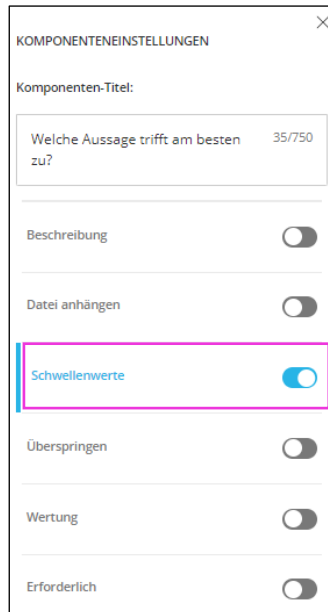 KOMPONENTENEINSTELLUNGEN
Komponenten-Titel:
Welche Aussage trifft am besten 35/750
zu?
Beschreibung
Datei anhängen
Schwellenwerte
Überspringen
Wertung
Erforderlich